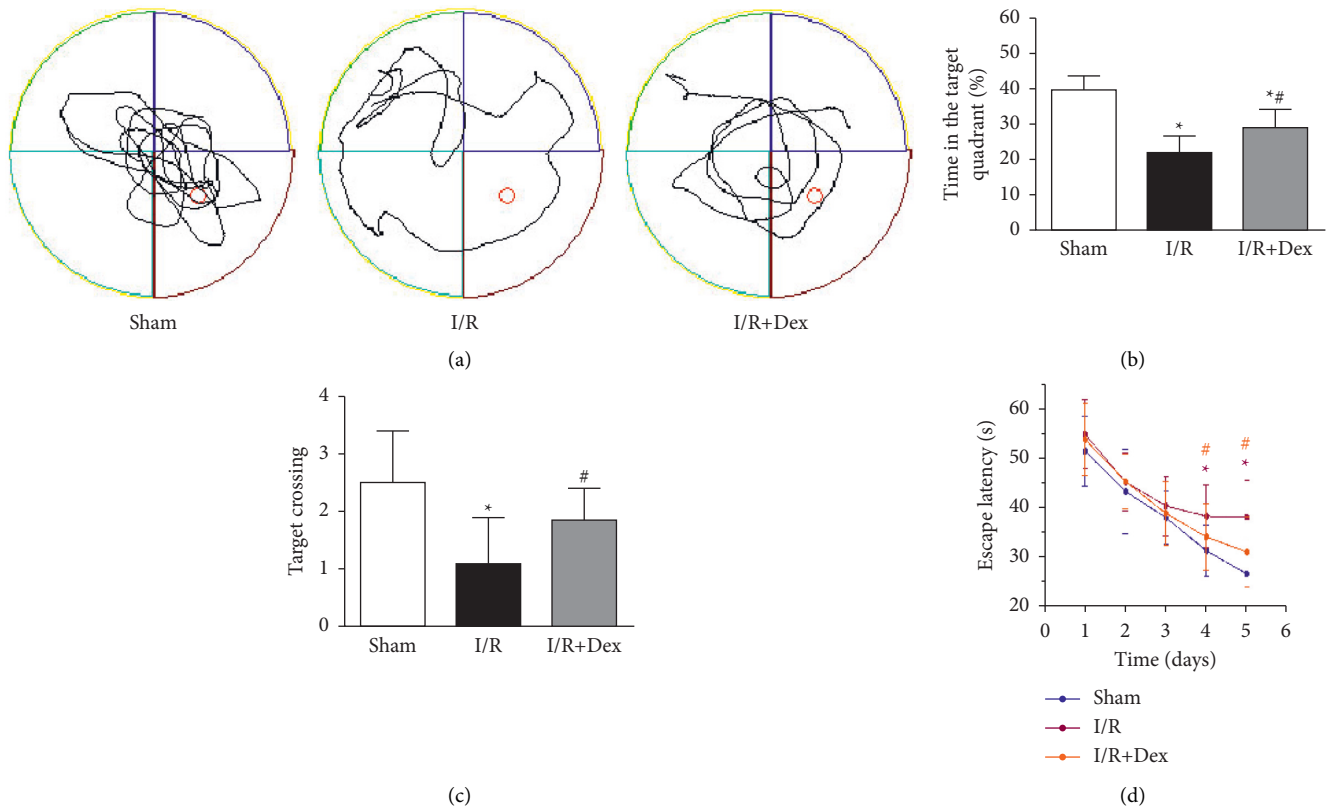 Sham
I/R
I/R+Dex
(a)
Time in the target
quadrant (%)
60
50
40
30
20
10
0
*
*#
Sham
I/R
I/R+Dex
(b)
Target crossing
4
3
2
1
0
*
#
Sham
I/R
I/R+Dex
(c)
Escape latency (s)
60
50
40
30
20
# #
* *
0 1 2 3 4 5 6
Time (days)
Sham
I/R
I/R+Dex
(d)